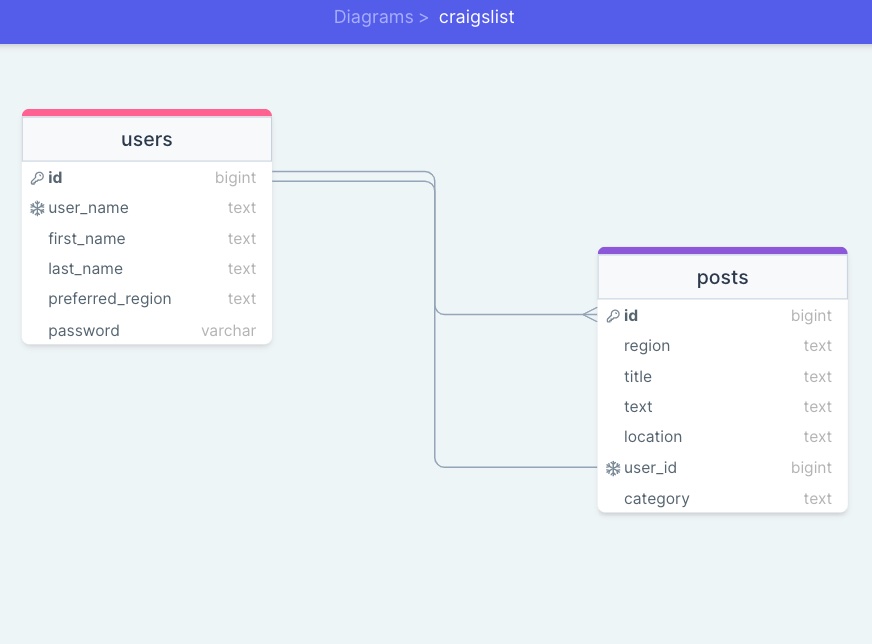 Diagrams > craigslist
users
id bigint
user_name text
first_name text
last_name text
preferred_region text
password varchar
posts
id bigint
region text
title text
text text
location text
user_id bigint
category text